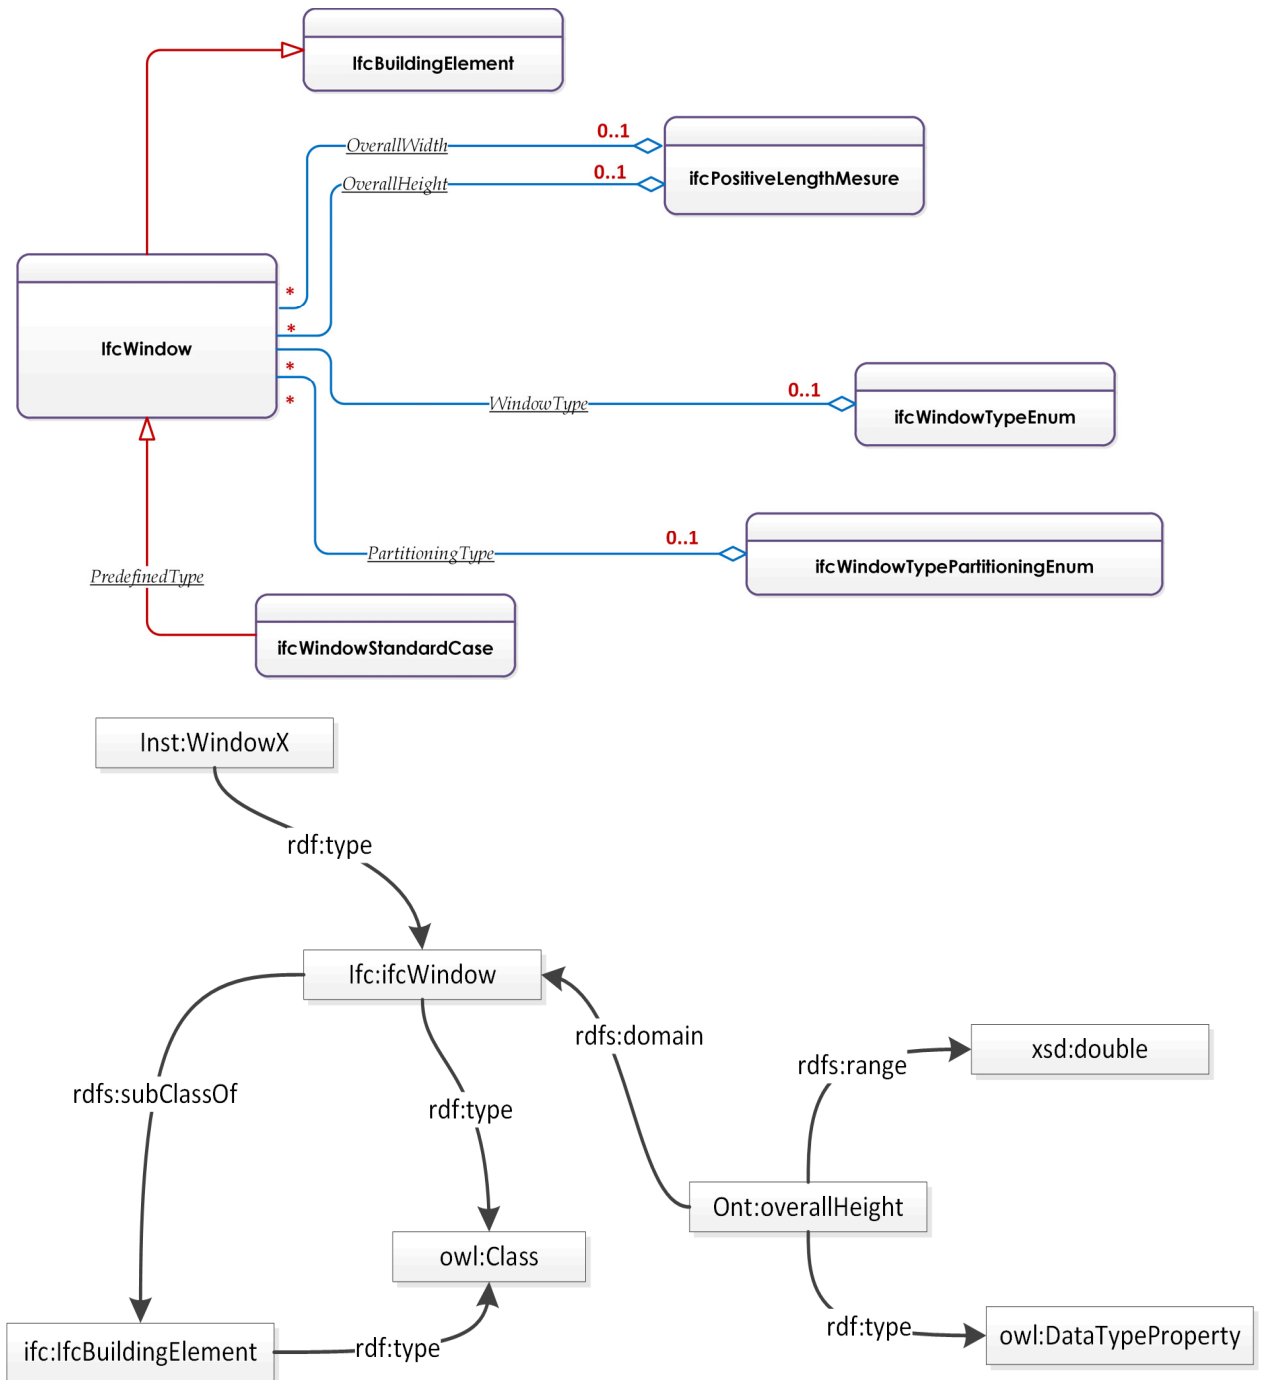 IfcBuildingElement
OverallWidth
0..1
OverallHeight
0..1
ifcPositiveLengthMesure
*
*
IfcWindow
*
*
WindowType
0..1
ifcWindowTypeEnum
PartitioningType
0..1
ifcWindowTypePartitioningEnum
PredefinedType
ifcWindowStandardCase
Inst:WindowX
rdf:type
Ifc:ifcWindow
rdfs:domain
xsd:double
rdfs:range
rdfs:subClassOf
rdf:type
Ont:overallHeight
owl:Class
rdf:type
owl:DataTypeProperty
ifc:IfcBuildingElement
rdf:type